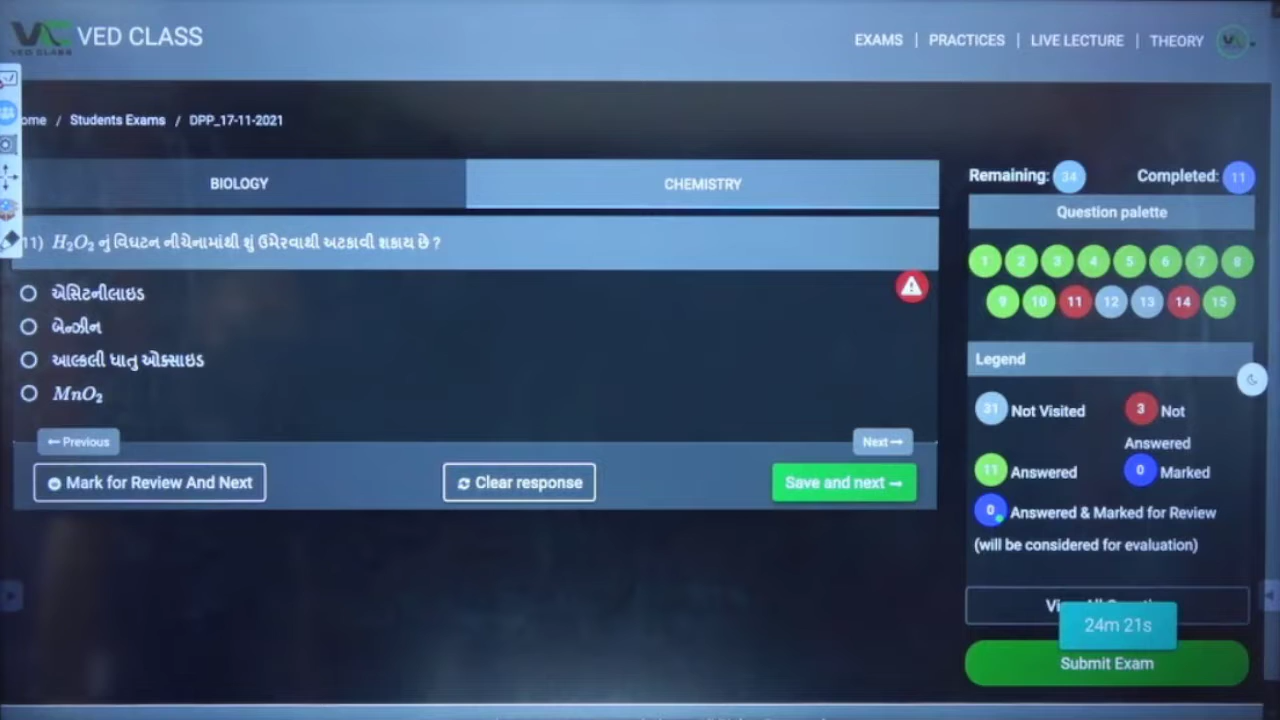 VED CLASS
VED CLASS
EXAMS | PRACTICES | LIVE LECTURE | THEORY
ome / Students Exams / DPP_17-11-2021
BIOLOGY
CHEMISTRY
11) H₂O₂ નું વિઘટન નીચેનામાંથી શું ઉમેરવાથી અટકાવી શકાય છે ?
એસિટનીલાઇડ
બેન્ઝીન
આલ્કલી ધાતુ ઓક્સાઇડ
MnO₂
← Previous
Next →
Mark for Review And Next
Clear response
Save and next →
Remaining: 34
Completed: 11
Question palette
1 2 3 4 5 6 7 8
9 10 11 12 13 14 15
Legend
31 Not Visited
3 Not Answered
11 Answered
0 Marked
0 Answered & Marked for Review
(will be considered for evaluation)
24m 21s
Submit Exam